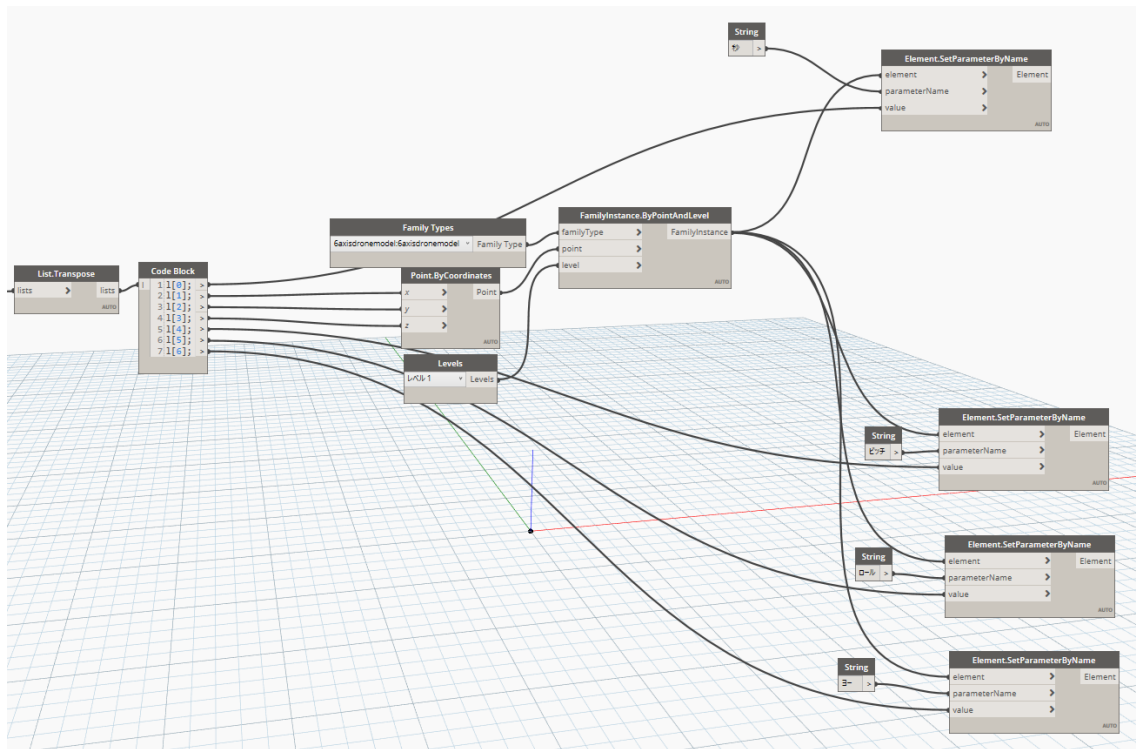 String
秒 >
Element.SetParameterByName
element > Element
parameterName >
value >
AUTO
Family Types
6axisdronemodel:6axisdronemodel Family Type
FamilyInstance.ByPointAndLevel
familyType > FamilyInstance
point >
level >
AUTO
List.Transpose
lists > lists
AUTO
Code Block
l 1 l[0]; >
2 l[1]; >
3 l[2]; >
4 l[3]; >
5 l[4]; >
6 l[5]; >
7 l[6]; >
Point.ByCoordinates
x > Point
y >
z >
AUTO
Levels
レベル 1 Levels
String
ピッチ >
Element.SetParameterByName
element > Element
parameterName >
value >
AUTO
String
ロール >
Element.SetParameterByName
element > Element
parameterName >
value >
AUTO
String
ヨー >
Element.SetParameterByName
element > Element
parameterName >
value >
AUTO